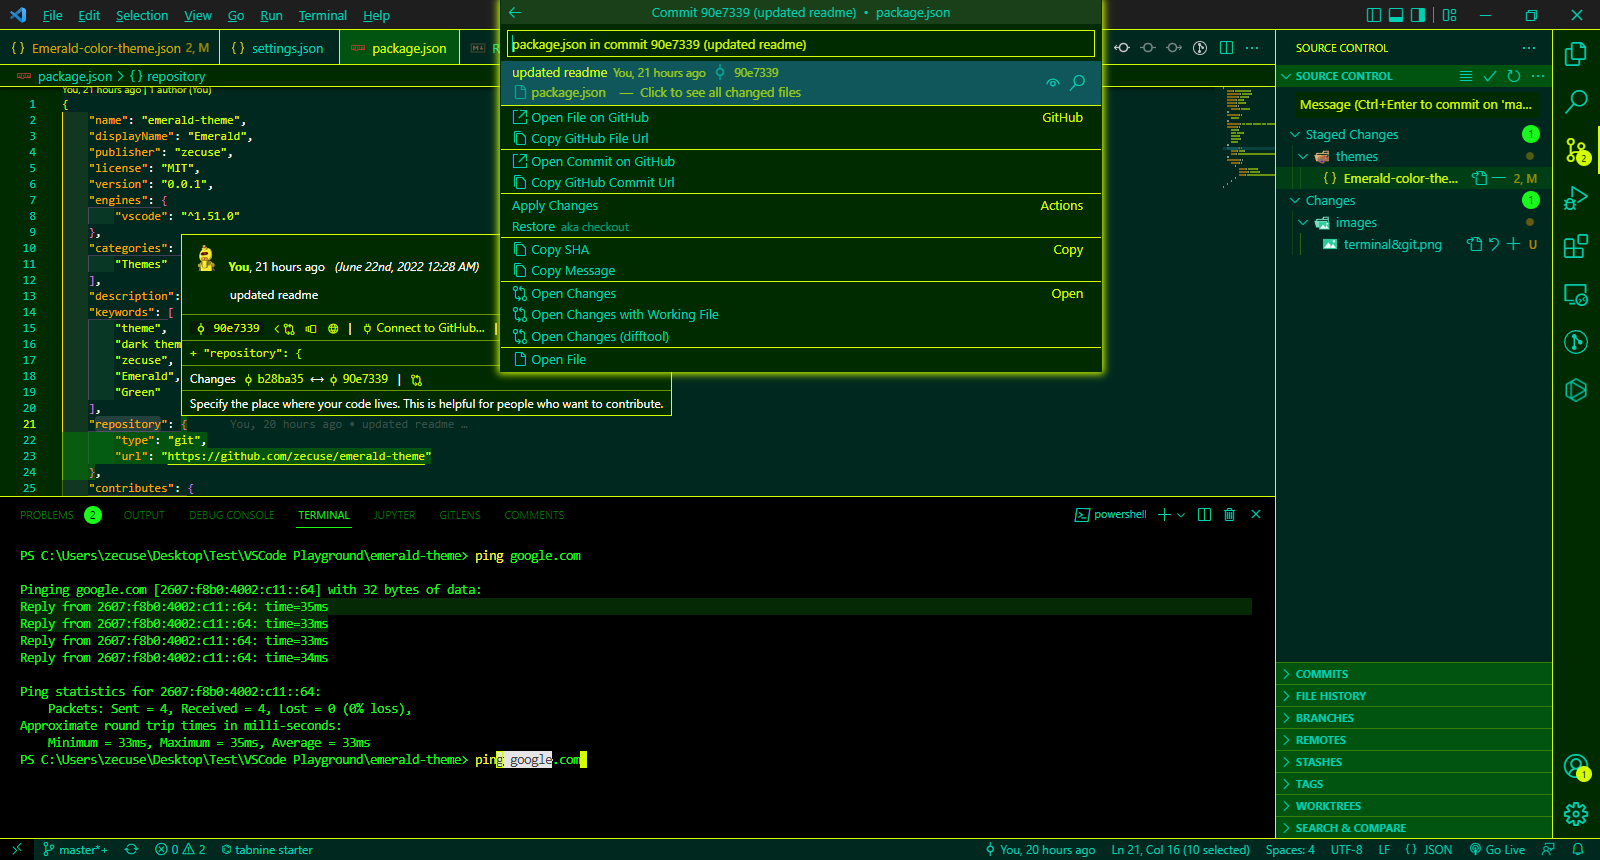 File Edit Selection View Go Run Terminal Help
Commit 90e7339 (updated readme) • package.json
{ } Emerald-color-theme.json 2, M
{ } settings.json
package.json
package.json in commit 90e7339 (updated readme)
package.json > { } repository
updated readme You, 21 hours ago 90e7339
package.json — Click to see all changed files
Open File on GitHub GitHub
Copy GitHub File Url
Open Commit on GitHub
Copy GitHub Commit Url
Apply Changes Actions
Restore aka checkout
Copy SHA Copy
Copy Message
Open Changes Open
Open Changes with Working File
Open Changes (difftool)
Open File
You, 21 hours ago | 1 author (You)
1 {
2 "name": "emerald-theme",
3 "displayName": "Emerald",
4 "publisher": "zecuse",
5 "license": "MIT",
6 "version": "0.0.1",
7 "engines": {
8 "vscode": "^1.51.0"
9 },
10 "categories":
11 "Themes"
12 ],
13 "description":
14 "keywords": [
15 "theme",
16 "dark them
17 "zecuse",
18 "Emerald",
19 "Green"
20 ],
21 "repository": { You, 20 hours ago • updated readme …
22 "type": "git",
23 "url": "https://github.com/zecuse/emerald-theme"
24 },
25 "contributes": {
You, 21 hours ago (June 22nd, 2022 12:28 AM)
updated readme
90e7339 | Connect to GitHub... |
+ "repository": {
Changes b28ba35 ↔ 90e7339 |
Specify the place where your code lives. This is helpful for people who want to contribute.
PROBLEMS 2 OUTPUT DEBUG CONSOLE TERMINAL JUPYTER GITLENS COMMENTS
powershell
PS C:\Users\zecuse\Desktop\Test\VSCode Playground\emerald-theme> ping google.com
Pinging google.com [2607:f8b0:4002:c11::64] with 32 bytes of data:
Reply from 2607:f8b0:4002:c11::64: time=35ms
Reply from 2607:f8b0:4002:c11::64: time=33ms
Reply from 2607:f8b0:4002:c11::64: time=33ms
Reply from 2607:f8b0:4002:c11::64: time=34ms
Ping statistics for 2607:f8b0:4002:c11::64:
Packets: Sent = 4, Received = 4, Lost = 0 (0% loss),
Approximate round trip times in milli-seconds:
Minimum = 33ms, Maximum = 35ms, Average = 33ms
PS C:\Users\zecuse\Desktop\Test\VSCode Playground\emerald-theme> ping google.com
SOURCE CONTROL
SOURCE CONTROL
Message (Ctrl+Enter to commit on 'ma...
Staged Changes 1
themes
{ } Emerald-color-the... 2, M
Changes 1
images
terminal&git.png U
COMMITS
FILE HISTORY
BRANCHES
REMOTES
STASHES
TAGS
WORKTREES
SEARCH & COMPARE
2
1
master*+ 0 2 tabnine starter
You, 20 hours ago Ln 21, Col 16 (10 selected) Spaces: 4 UTF-8 LF { } JSON Go Live